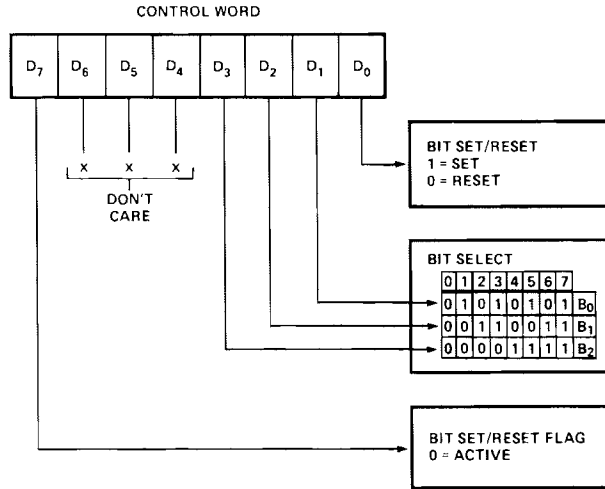 CONTROL WORD
D7 D6 D5 D4 D3 D2 D1 D0
X X X
DON'T
CARE
BIT SET/RESET
1 = SET
0 = RESET
BIT SELECT
0 1 2 3 4 5 6 7
0 1 0 1 0 1 0 1 B0
0 0 1 1 0 0 1 1 B1
0 0 0 0 1 1 1 1 B2
BIT SET/RESET FLAG
0 = ACTIVE